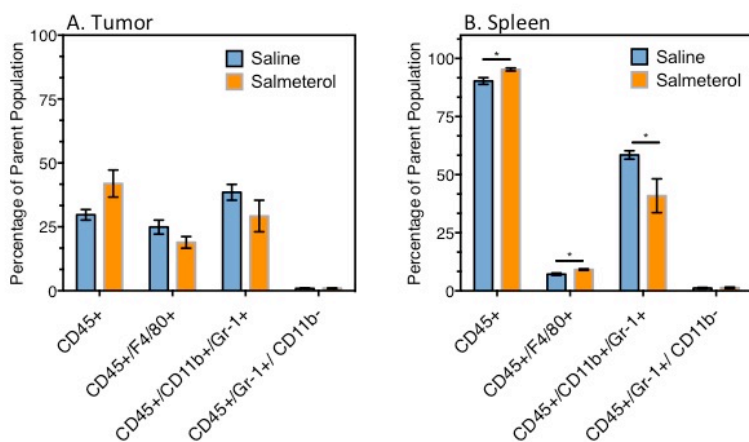 A. Tumor
Percentage of Parent Population
100
75
50
25
0
Saline
Salmeterol
CD45+
CD45+/F4/80+
CD45+/CD11b+/Gr-1+
CD45+/Gr-1+/ CD11b-
B. Spleen
Percentage of Parent Population
100
75
50
25
0
Saline
Salmeterol
*
*
*
CD45+
CD45+/F4/80+
CD45+/CD11b+/Gr-1+
CD45+/Gr-1+/ CD11b-